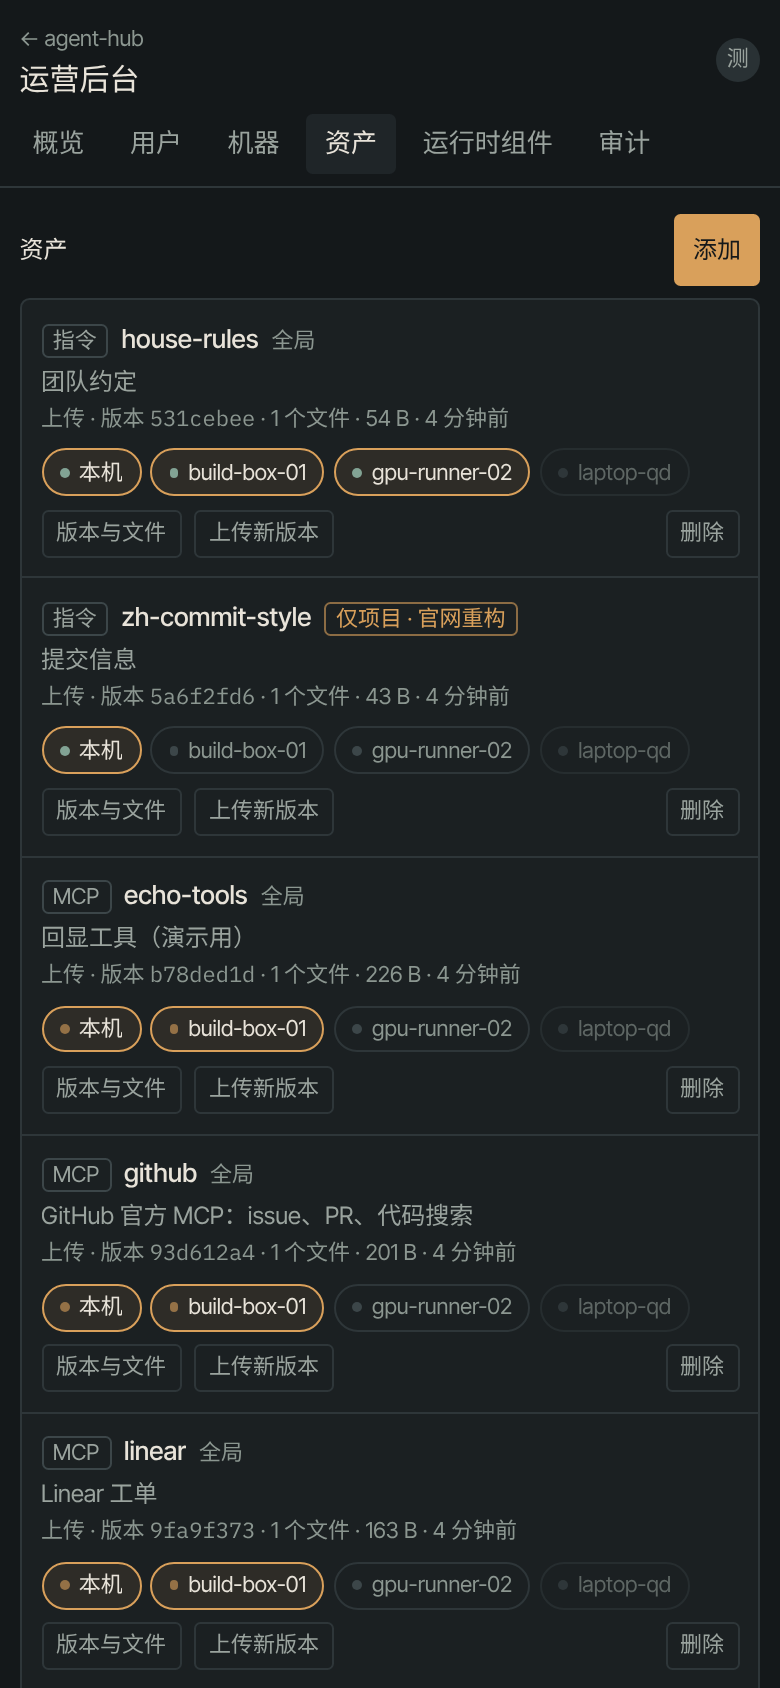 ← agent-hub
运营后台
测
概览 用户 机器 资产 运行时组件 审计
资产
添加
指令 house-rules 全局
团队约定
上传 · 版本 531cebee · 1 个文件 · 54 B · 4 分钟前
本机 build-box-01 gpu-runner-02 laptop-qd
版本与文件 上传新版本 删除
指令 zh-commit-style 仅项目 · 官网重构
提交信息
上传 · 版本 5a6f2fd6 · 1 个文件 · 43 B · 4 分钟前
本机 build-box-01 gpu-runner-02 laptop-qd
版本与文件 上传新版本 删除
MCP echo-tools 全局
回显工具（演示用）
上传 · 版本 b78ded1d · 1 个文件 · 226 B · 4 分钟前
本机 build-box-01 gpu-runner-02 laptop-qd
版本与文件 上传新版本 删除
MCP github 全局
GitHub 官方 MCP：issue、PR、代码搜索
上传 · 版本 93d612a4 · 1 个文件 · 201 B · 4 分钟前
本机 build-box-01 gpu-runner-02 laptop-qd
版本与文件 上传新版本 删除
MCP linear 全局
Linear 工单
上传 · 版本 9fa9f373 · 1 个文件 · 163 B · 4 分钟前
本机 build-box-01 gpu-runner-02 laptop-qd
版本与文件 上传新版本 删除